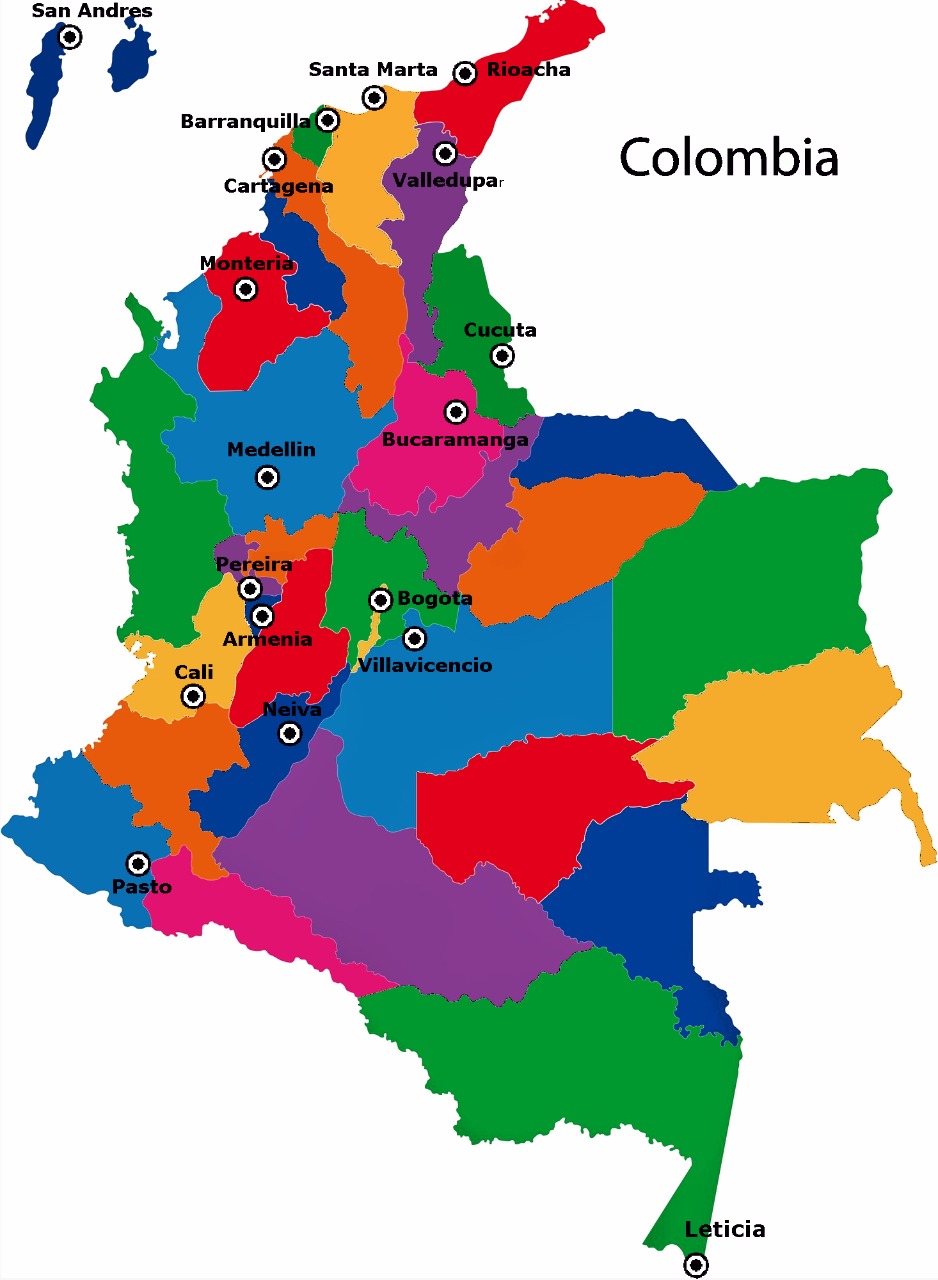 San Andres
Santa Marta
Rioacha
Barranquilla
Colombia
Cartagena
Valledupar
Monteria
Cucuta
Bucaramanga
Medellin
Pereira
Bogota
Armenia
Villavicencio
Cali
Neiva
Pasto
Leticia